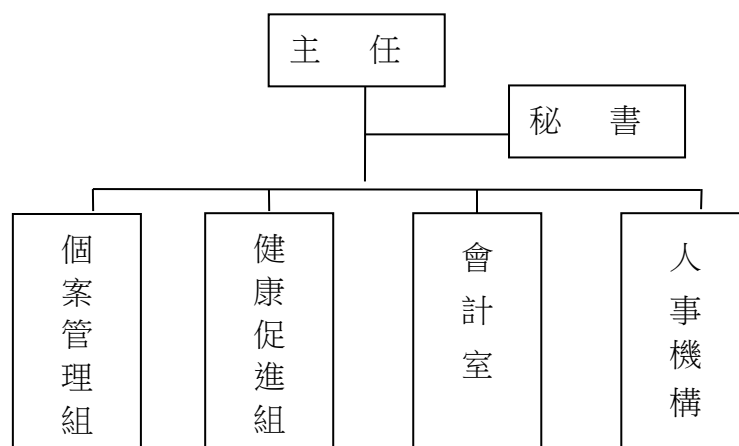 主 任
秘 書
個案管理組
健康促進組
會計室
人事機構